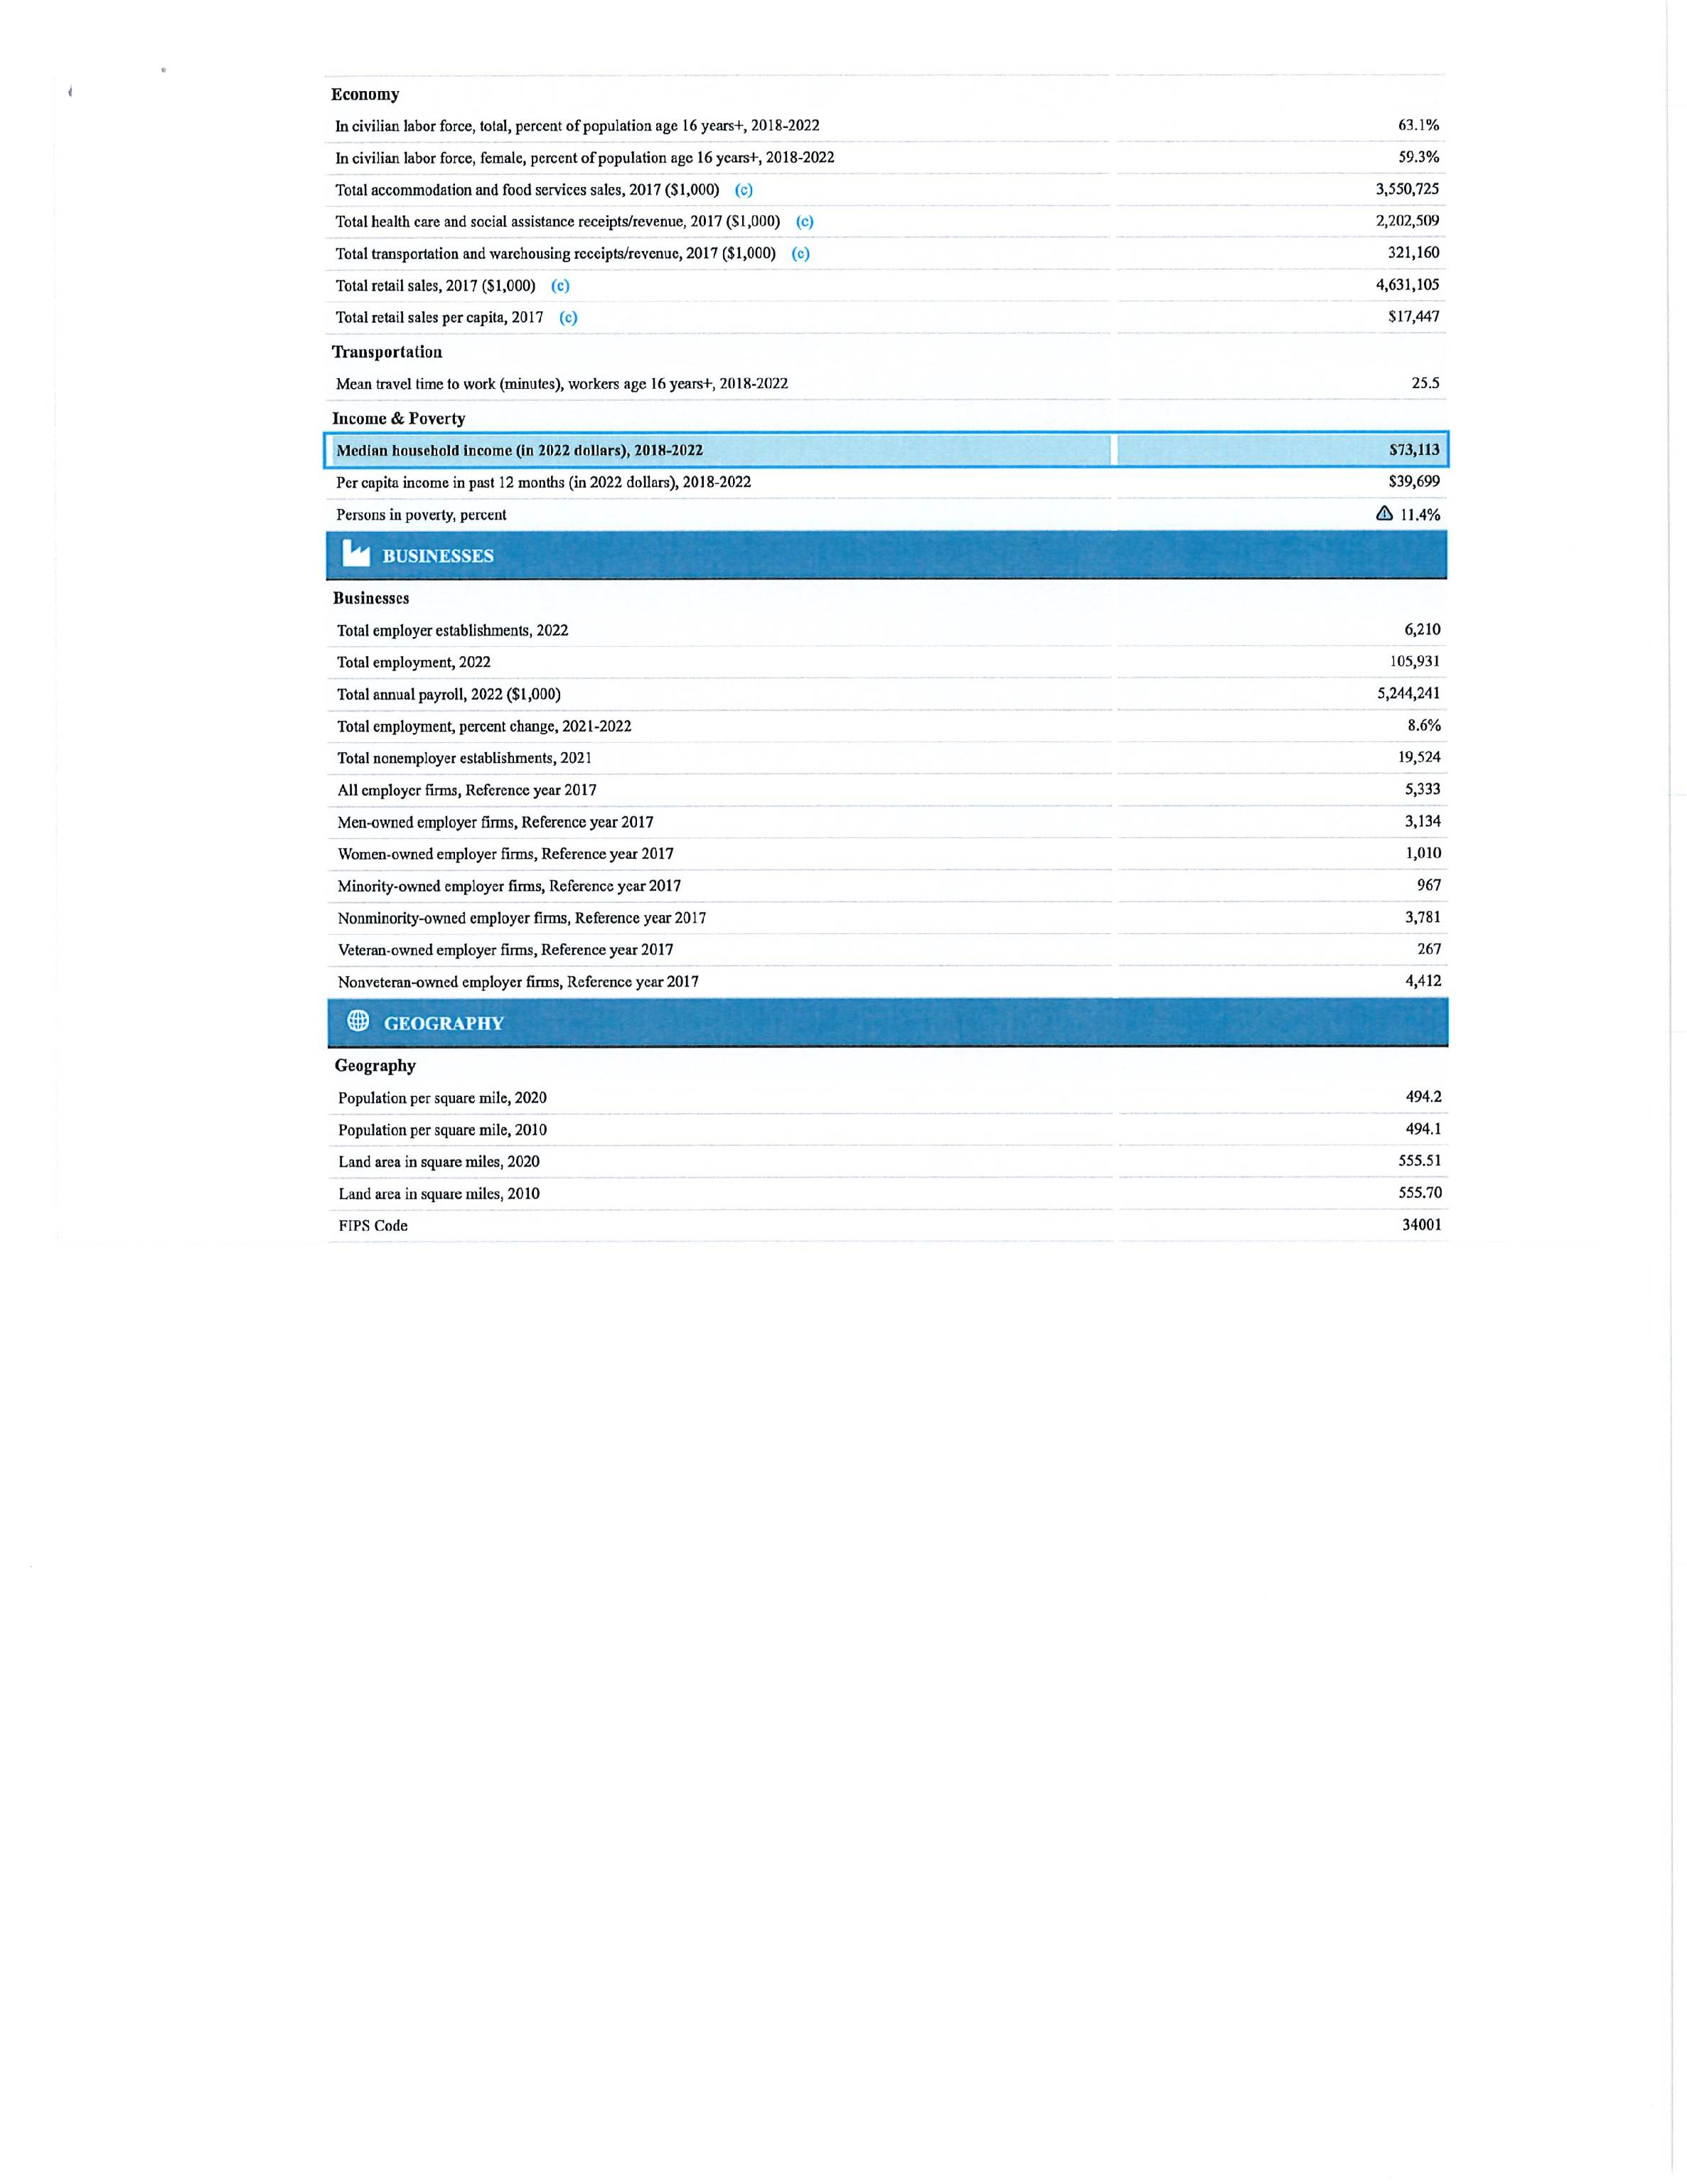 Economy
In civilian labor force, total, percent of population age 16 years+, 2018-2022 63.1%
In civilian labor force, female, percent of population age 16 years+, 2018-2022 59.3%
Total accommodation and food services sales, 2017 ($1,000) (c) 3,550,725
Total health care and social assistance receipts/revenue, 2017 ($1,000) (c) 2,202,509
Total transportation and warehousing receipts/revenue, 2017 ($1,000) (c) 321,160
Total retail sales, 2017 ($1,000) (c) 4,631,105
Total retail sales per capita, 2017 (c) $17,447
Transportation
Mean travel time to work (minutes), workers age 16 years+, 2018-2022 25.5
Income & Poverty
Median household income (in 2022 dollars), 2018-2022 $73,113
Per capita income in past 12 months (in 2022 dollars), 2018-2022 $39,699
Persons in poverty, percent ⚠ 11.4%
BUSINESSES
Businesses
Total employer establishments, 2022 6,210
Total employment, 2022 105,931
Total annual payroll, 2022 ($1,000) 5,244,241
Total employment, percent change, 2021-2022 8.6%
Total nonemployer establishments, 2021 19,524
All employer firms, Reference year 2017 5,333
Men-owned employer firms, Reference year 2017 3,134
Women-owned employer firms, Reference year 2017 1,010
Minority-owned employer firms, Reference year 2017 967
Nonminority-owned employer firms, Reference year 2017 3,781
Veteran-owned employer firms, Reference year 2017 267
Nonveteran-owned employer firms, Reference year 2017 4,412
GEOGRAPHY
Geography
Population per square mile, 2020 494.2
Population per square mile, 2010 494.1
Land area in square miles, 2020 555.51
Land area in square miles, 2010 555.70
FIPS Code 34001